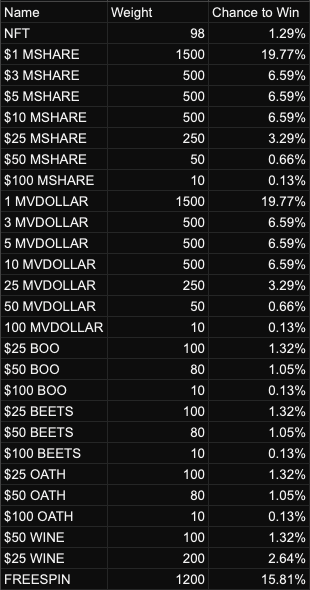 Name Weight Chance to Win
NFT 98 1.29%
$1 MSHARE 1500 19.77%
$3 MSHARE 500 6.59%
$5 MSHARE 500 6.59%
$10 MSHARE 500 6.59%
$25 MSHARE 250 3.29%
$50 MSHARE 50 0.66%
$100 MSHARE 10 0.13%
1 MVDOLLAR 1500 19.77%
3 MVDOLLAR 500 6.59%
5 MVDOLLAR 500 6.59%
10 MVDOLLAR 500 6.59%
25 MVDOLLAR 250 3.29%
50 MVDOLLAR 50 0.66%
100 MVDOLLAR 10 0.13%
$25 BOO 100 1.32%
$50 BOO 80 1.05%
$100 BOO 10 0.13%
$25 BEETS 100 1.32%
$50 BEETS 80 1.05%
$100 BEETS 10 0.13%
$25 OATH 100 1.32%
$50 OATH 80 1.05%
$100 OATH 10 0.13%
$50 WINE 100 1.32%
$25 WINE 200 2.64%
FREESPIN 1200 15.81%